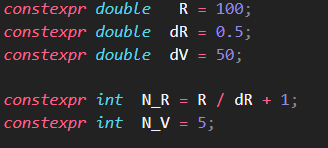 constexpr double   R = 100;
constexpr double  dR = 0.5;
constexpr double  dV = 50;

constexpr int  N_R = R / dR + 1;
constexpr int  N_V = 5;